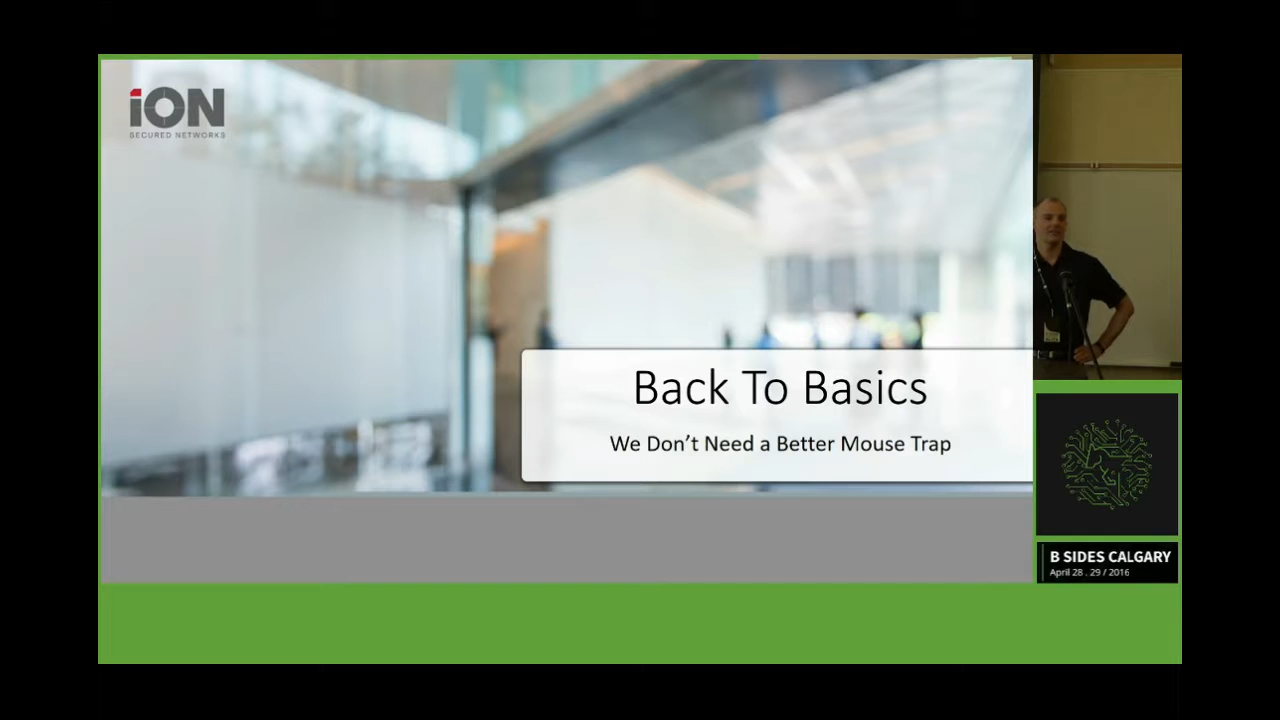 iON
SECURED NETWORKS
Back To Basics
We Don't Need a Better Mouse Trap
B SIDES CALGARY
April 28 . 29 / 2016